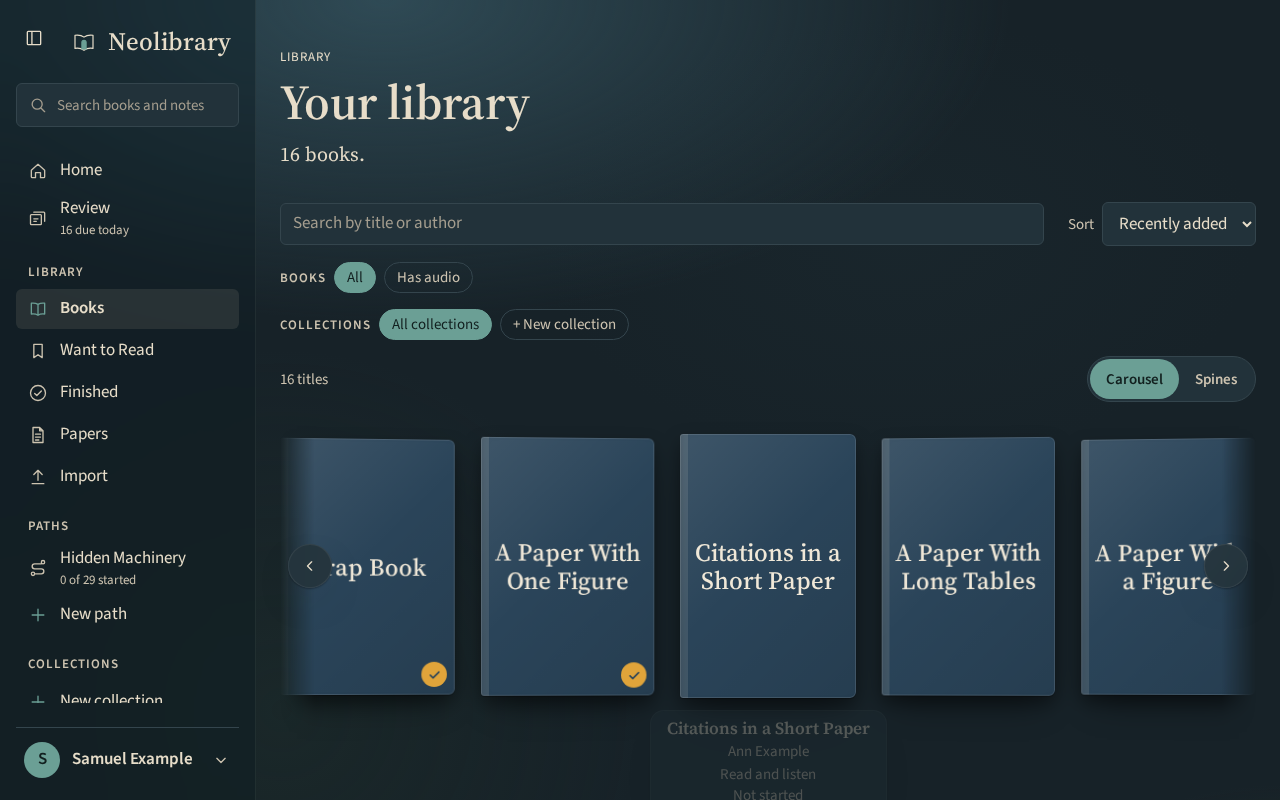 Neolibrary
Search books and notes
Home
Review
16 due today
LIBRARY
Books
Want to Read
Finished
Papers
Import
PATHS
Hidden Machinery
0 of 29 started
New path
COLLECTIONS
New collection
S
Samuel Example
LIBRARY
Your library
16 books.
Search by title or author
Sort
Recently added
BOOKS
All
Has audio
COLLECTIONS
All collections
+ New collection
16 titles
Carousel
Spines
Book
A Paper With
One Figure
Citations in a
Short Paper
A Paper With
Long Tables
A Paper With
a Figure
Citations in a Short Paper
Ann Example
Read and listen
Not started